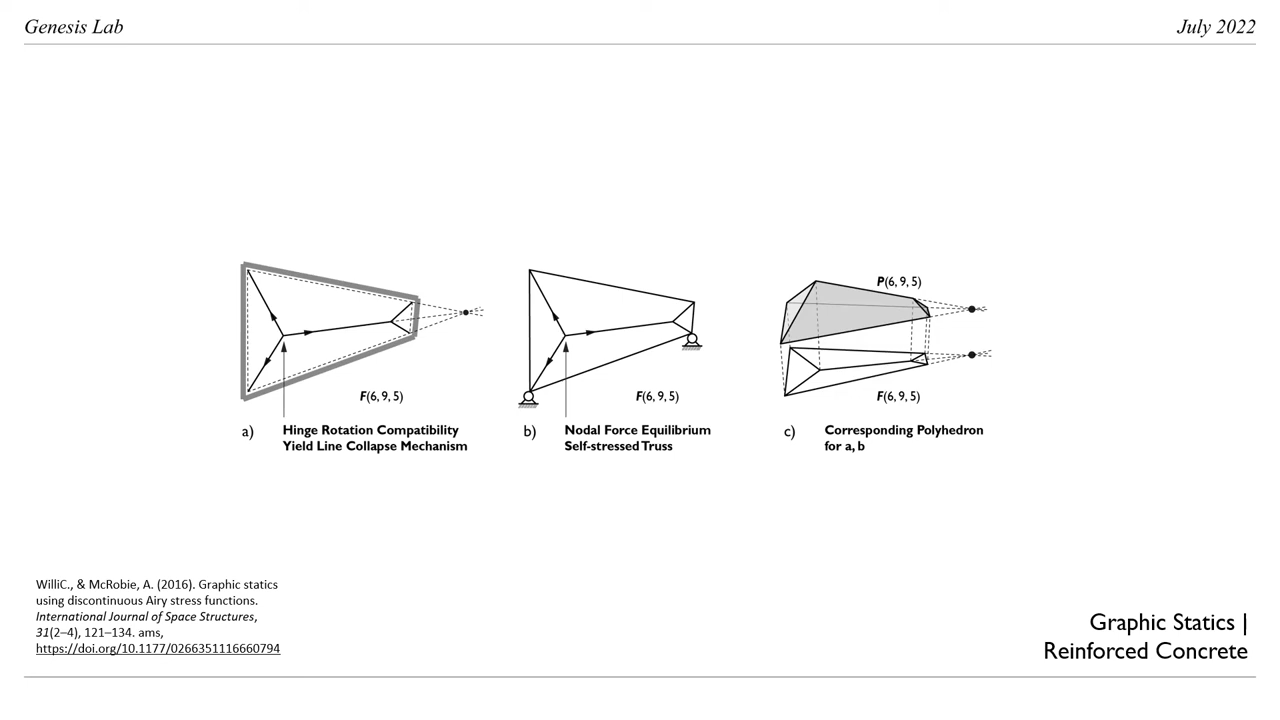 Genesis Lab
July 2022
P(6, 9, 5)
F(6, 9, 5)
F(6, 9, 5)
F(6, 9, 5)
a) Hinge Rotation Compatibility
Yield Line Collapse Mechanism
b) Nodal Force Equilibrium
Self-stressed Truss
c) Corresponding Polyhedron
for a, b
WilliC., & McRobie, A. (2016). Graphic statics
using discontinuous Airy stress functions.
International Journal of Space Structures,
31(2–4), 121–134. ams,
https://doi.org/10.1177/0266351116660794
Graphic Statics |
Reinforced Concrete